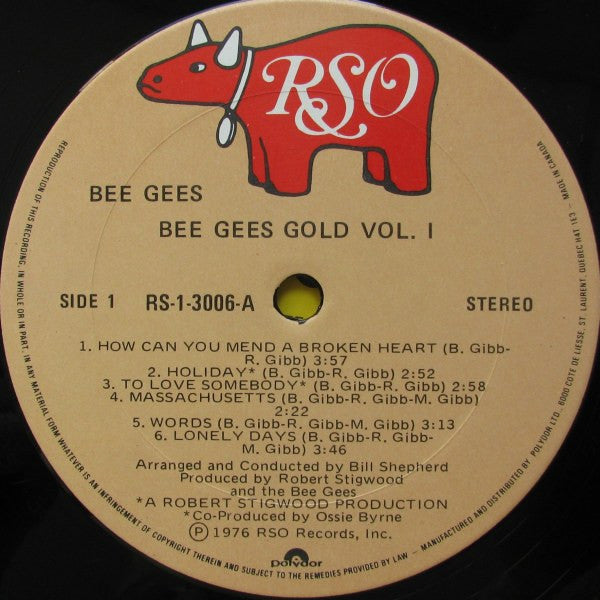 RSO
BEE GEES
BEE GEES GOLD VOL. I
SIDE 1 RS-1-3006-A STEREO
1. HOW CAN YOU MEND A BROKEN HEART (B. Gibb-
R. Gibb) 3:57
2. HOLIDAY* (B. Gibb-R. Gibb) 2:52
3. TO LOVE SOMEBODY* (B. Gibb-R. Gibb) 2:58
4. MASSACHUSETTS (B. Gibb-R. Gibb-M. Gibb)
2:22
5. WORDS (B. Gibb-R. Gibb-M. Gibb) 3:13
6. LONELY DAYS (B. Gibb-R. Gibb-
M. Gibb) 3:46
Arranged and Conducted by Bill Shepherd
Produced by Robert Stigwood
and the Bee Gees
*A ROBERT STIGWOOD PRODUCTION
*Co-Produced by Ossie Byrne
Ⓟ 1976 RSO Records, Inc.
polydor
REPRODUCTION OF THIS RECORDING, IN WHOLE OR IN PART, IN ANY MATERIAL FORM WHATEVER IS AN INFRINGEMENT OF COPYRIGHT THEREIN AND SUBJECT TO THE REMEDIES PROVIDED BY LAW – MANUFACTURED AND DISTRIBUTED BY POLYDOR LTD., 6000 COTE DE LIESSE, ST LAURENT, QUEBEC H4T 1E3 – MADE IN CANADA